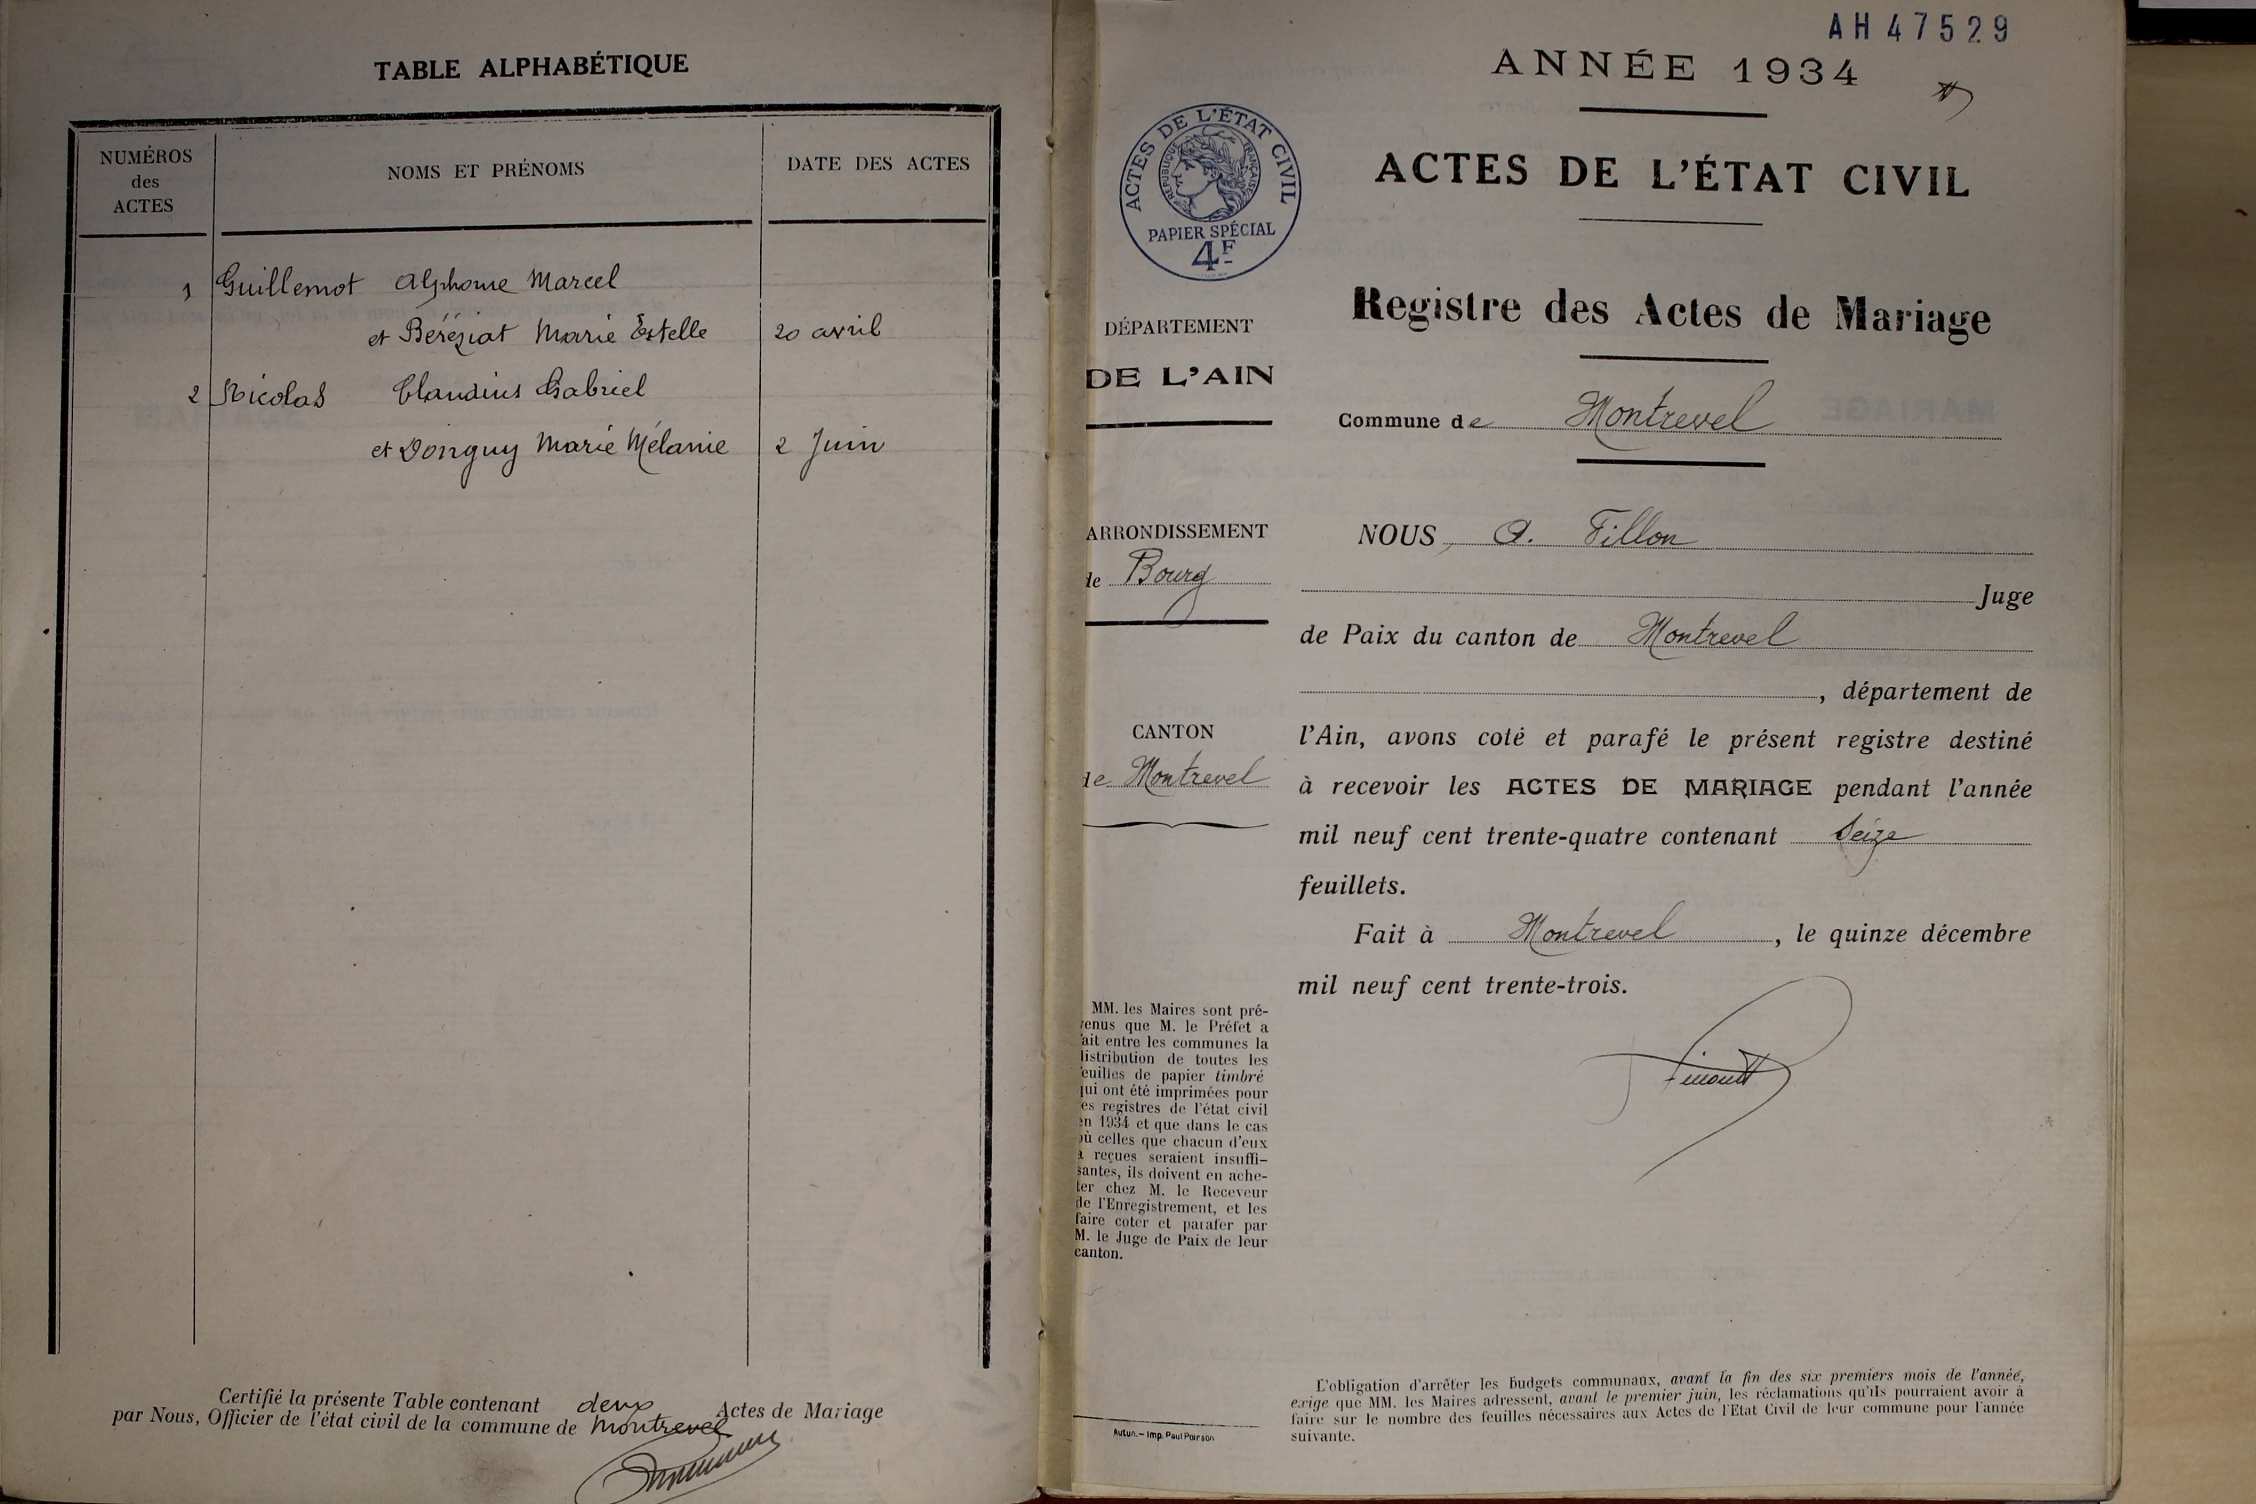 TABLE ALPHABÉTIQUE
NUMÉROS
des
ACTES
NOMS ET PRÉNOMS
DATE DES ACTES
1 Guillemot Alphonse Marcel
et Béréziat Marie Estelle 20 avril
2 Nicolas Claudius Gabriel
et Donguy Marie Mélanie 2 Juin
Certifié la présente Table contenant deux Actes de Mariage
par Nous, Officier de l'état civil de la commune de Montrevel
AH47529
ANNÉE 1934
ACTES DE L'ÉTAT CIVIL
RÉPUBLIQUE FRANÇAISE
PAPIER SPÉCIAL
4F
ACTES DE L'ÉTAT CIVIL
Registre des Actes de Mariage
DÉPARTEMENT
DE L'AIN
Commune de Montrevel
ARRONDISSEMENT
de Bourg
CANTON
de Montrevel
NOUS, A. Fillon
Juge
de Paix du canton de Montrevel
, département de
l'Ain, avons coté et parafé le présent registre destiné
à recevoir les ACTES DE MARIAGE pendant l'année
mil neuf cent trente-quatre contenant Seize
feuillets.
Fait à Montrevel, le quinze décembre
mil neuf cent trente-trois.
MM. les Maires sont pré-
venus que M. le Préfet a
fait entre les communes la
distribution de toutes les
feuilles de papier timbré
qui ont été imprimées pour
les registres de l'état civil
en 1934 et que dans le cas
où celles que chacun d'eux
a reçues seraient insuffi-
santes, ils doivent en ache-
ter chez M. le Receveur
de l'Enregistrement, et les
faire coter et parafer par
M. le Juge de Paix de leur
canton.
Autun. - Imp. Paul Poirson
L'obligation d'arrêter les budgets communaux, avant la fin des six premiers mois de l'année,
exige que MM. les Maires adressent, avant le premier juin, les réclamations qu'ils pourraient avoir à
faire sur le nombre des feuilles nécessaires aux Actes de l'Etat Civil de leur commune pour l'année
suivante.